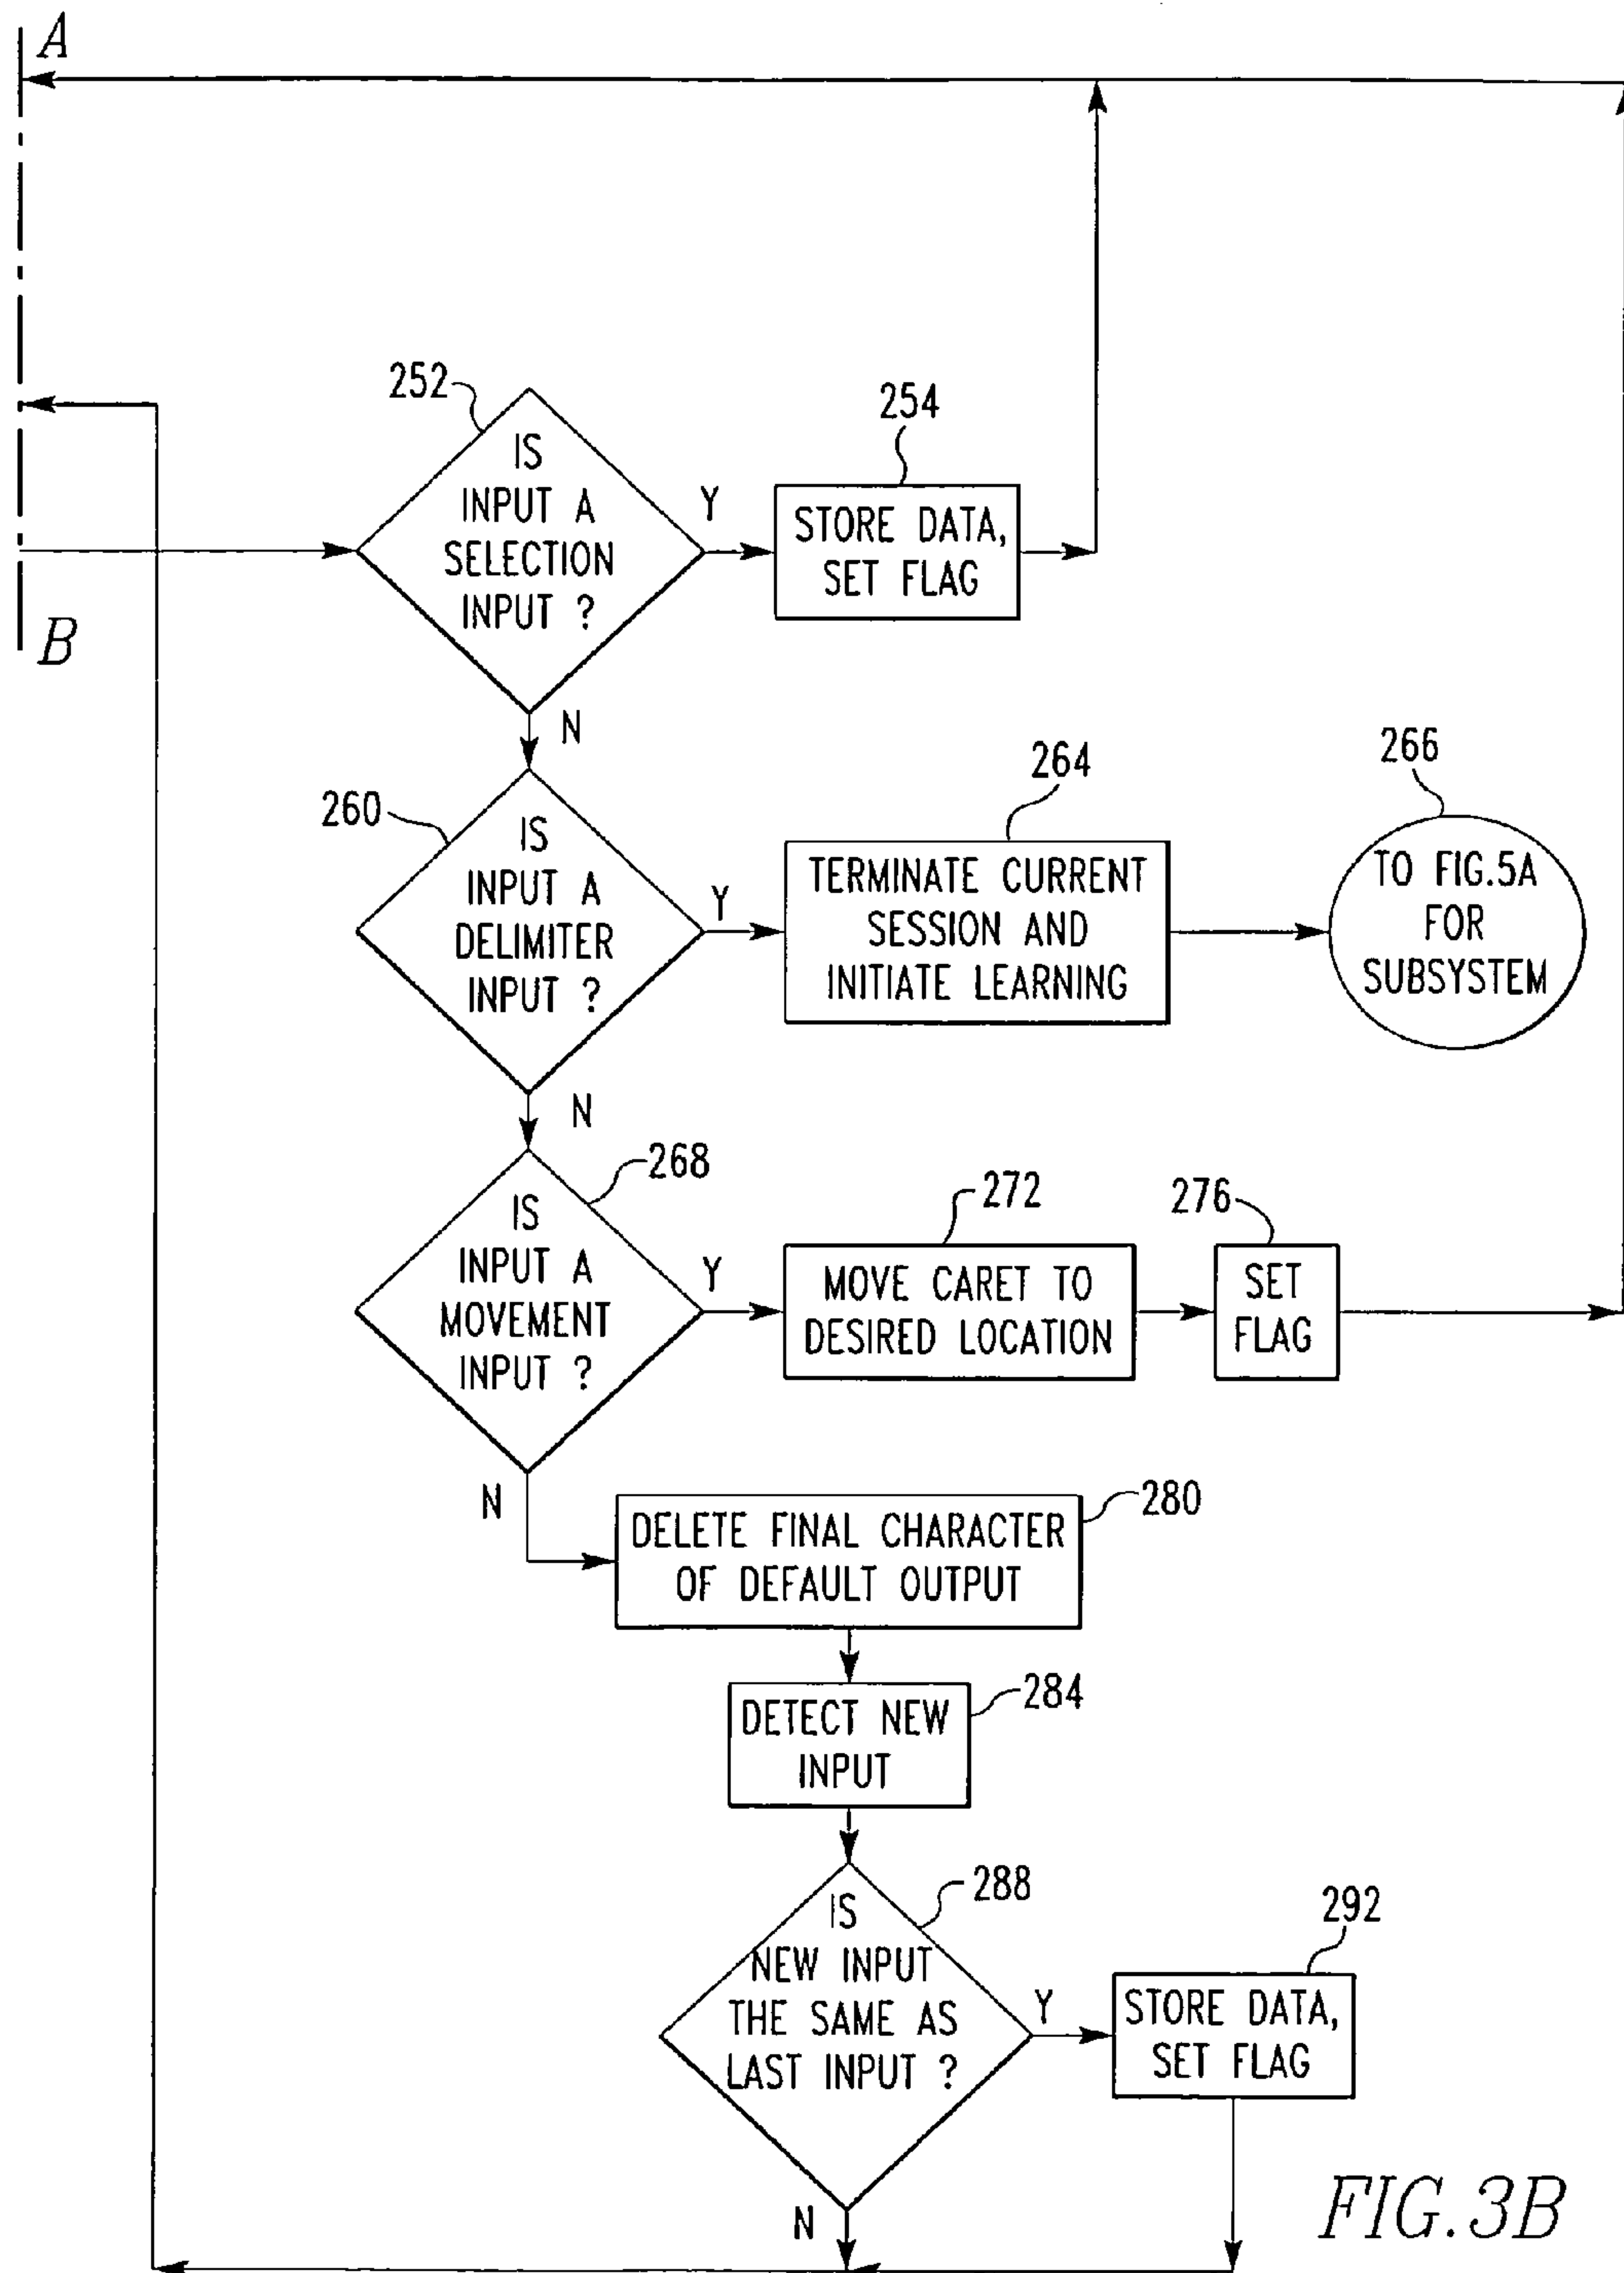 A
252
254
IS
INPUT A
SELECTION
INPUT ?
Y
STORE DATA,
SET FLAG
B
N
260
264
266
IS
INPUT A
DELIMITER
INPUT ?
Y
TERMINATE CURRENT
SESSION AND
INITIATE LEARNING
TO FIG.5A
FOR
SUBSYSTEM
N
268
272
276
IS
INPUT A
MOVEMENT
INPUT ?
Y
MOVE CARET TO
DESIRED LOCATION
SET
FLAG
N
280
DELETE FINAL CHARACTER
OF DEFAULT OUTPUT
284
DETECT NEW
INPUT
288
292
IS
NEW INPUT
THE SAME AS
LAST INPUT ?
Y
STORE DATA,
SET FLAG
N
FIG.3B